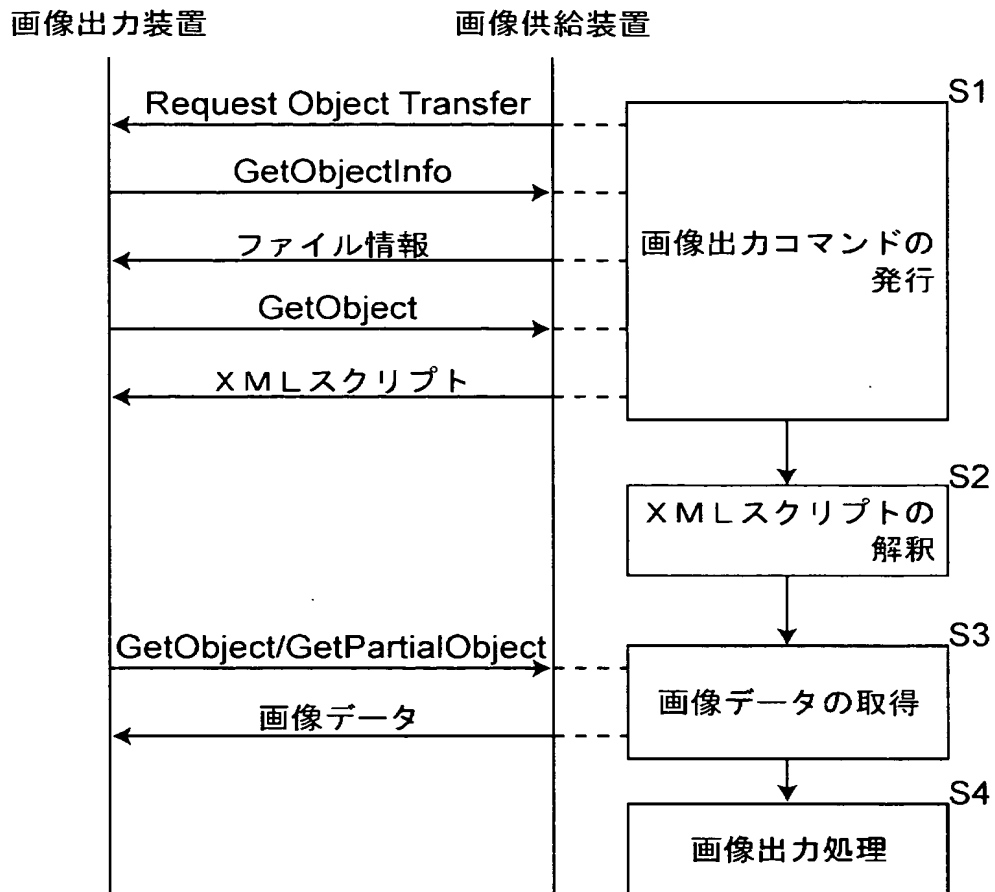 画像出力装置
画像供給装置
Request Object Transfer
S1
GetObjectInfo
ファイル情報
画像出力コマンドの
発行
GetObject
XMLスクリプト
S2
XMLスクリプトの
解釈
GetObject/GetPartialObject
S3
画像データ
画像データの取得
S4
画像出力処理